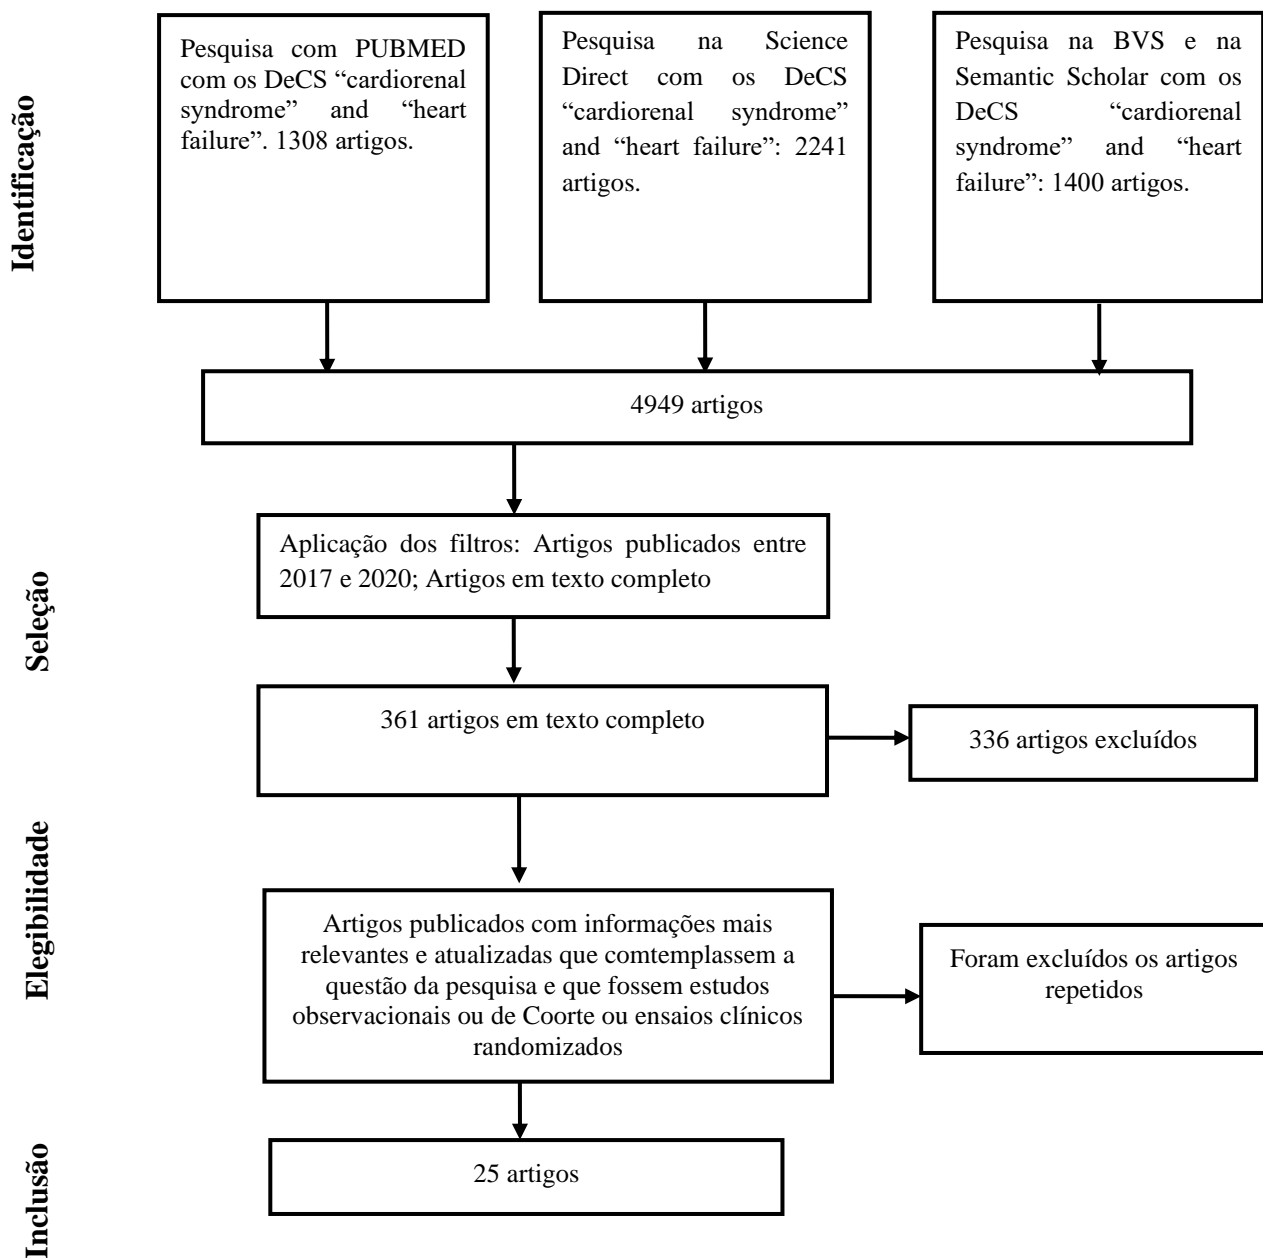 Identificação
Pesquisa com PUBMED
com os DeCS “cardiorenal
syndrome” and “heart
failure”. 1308 artigos.
Pesquisa na Science
Direct com os DeCS
“cardiorenal syndrome”
and “heart failure”: 2241
artigos.
Pesquisa na BVS e na
Semantic Scholar com os
DeCS “cardiorenal
syndrome” and “heart
failure”: 1400 artigos.
4949 artigos
Seleção
Aplicação dos filtros: Artigos publicados entre
2017 e 2020; Artigos em texto completo
361 artigos em texto completo
336 artigos excluídos
Elegibilidade
Artigos publicados com informações mais
relevantes e atualizadas que comtemplassem a
questão da pesquisa e que fossem estudos
observacionais ou de Coorte ou ensaios clínicos
randomizados
Foram excluídos os artigos
repetidos
Inclusão
25 artigos